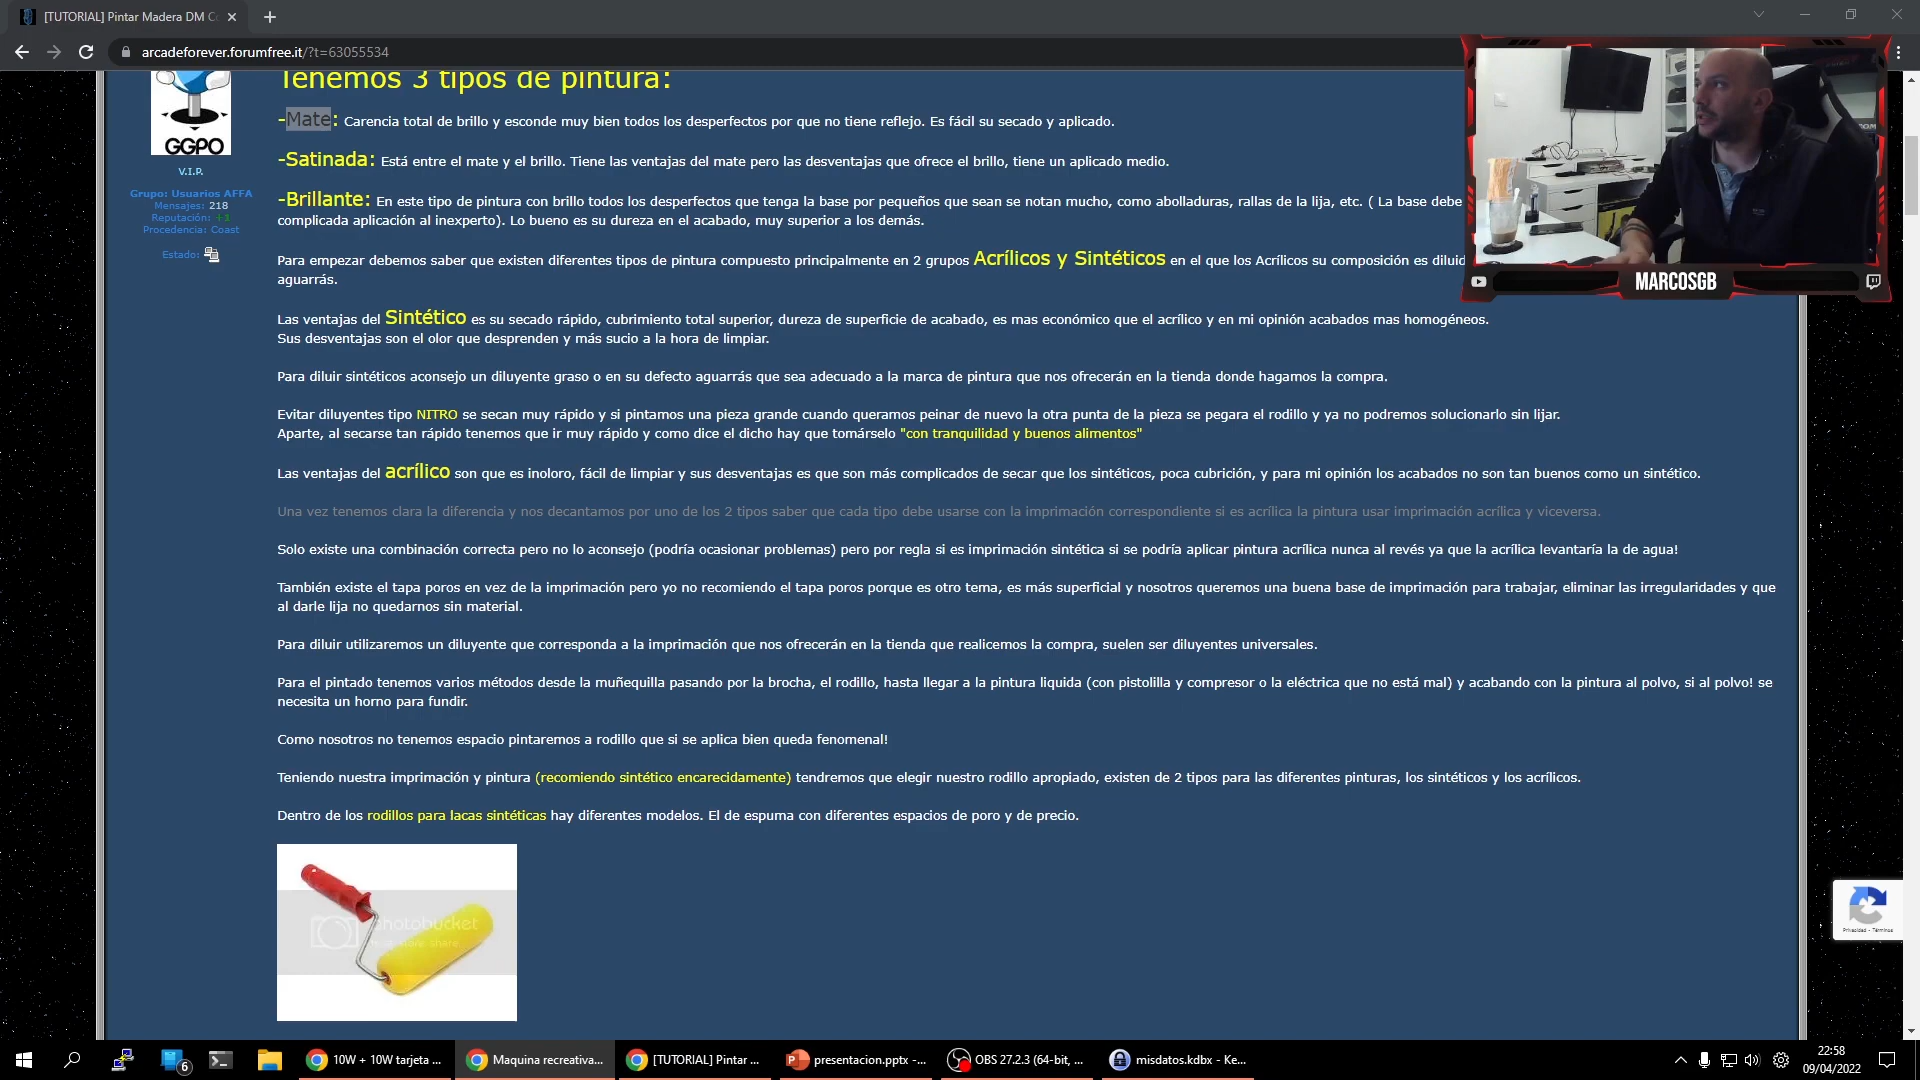 [TUTORIAL] Pintar Madera DM Co
arcadeforever.forumfree.it/?t=63055534
GGPO
V.I.P.
Grupo: Usuarios AFFA
Mensajes: 218
Reputación: +1
Procedencia: Coast
Estado:
Tenemos 3 tipos de pintura:
-Mate: Carencia total de brillo y esconde muy bien todos los desperfectos por que no tiene reflejo. Es fácil su secado y aplicado.
-Satinada: Está entre el mate y el brillo. Tiene las ventajas del mate pero las desventajas que ofrece el brillo, tiene un aplicado medio.
-Brillante: En este tipo de pintura con brillo todos los desperfectos que tenga la base por pequeños que sean se notan mucho, como abolladuras, rallas de la lija, etc. ( La base debe
complicada aplicación al inexperto). Lo bueno es su dureza en el acabado, muy superior a los demás.
Para empezar debemos saber que existen diferentes tipos de pintura compuesto principalmente en 2 grupos Acrílicos y Sintéticos en el que los Acrílicos su composición es diluid
aguarrás.
Las ventajas del Sintético es su secado rápido, cubrimiento total superior, dureza de superficie de acabado, es mas económico que el acrílico y en mi opinión acabados mas homogéneos.
Sus desventajas son el olor que desprenden y más sucio a la hora de limpiar.
Para diluir sintéticos aconsejo un diluyente graso o en su defecto aguarrás que sea adecuado a la marca de pintura que nos ofrecerán en la tienda donde hagamos la compra.
Evitar diluyentes tipo NITRO se secan muy rápido y si pintamos una pieza grande cuando queramos peinar de nuevo la otra punta de la pieza se pegara el rodillo y ya no podremos solucionarlo sin lijar.
Aparte, al secarse tan rápido tenemos que ir muy rápido y como dice el dicho hay que tomárselo "con tranquilidad y buenos alimentos"
Las ventajas del acrílico son que es inoloro, fácil de limpiar y sus desventajas es que son más complicados de secar que los sintéticos, poca cubrición, y para mi opinión los acabados no son tan buenos como un sintético.
Una vez tenemos clara la diferencia y nos decantamos por uno de los 2 tipos saber que cada tipo debe usarse con la imprimación correspondiente si es acrílica la pintura usar imprimación acrílica y viceversa.
Solo existe una combinación correcta pero no lo aconsejo (podría ocasionar problemas) pero por regla si es imprimación sintética si se podría aplicar pintura acrílica nunca al revés ya que la acrílica levantaría la de agua!
También existe el tapa poros en vez de la imprimación pero yo no recomiendo el tapa poros porque es otro tema, es más superficial y nosotros queremos una buena base de imprimación para trabajar, eliminar las irregularidades y que
al darle lija no quedarnos sin material.
Para diluir utilizaremos un diluyente que corresponda a la imprimación que nos ofrecerán en la tienda que realicemos la compra, suelen ser diluyentes universales.
Para el pintado tenemos varios métodos desde la muñequilla pasando por la brocha, el rodillo, hasta llegar a la pintura liquida (con pistolilla y compresor o la eléctrica que no está mal) y acabando con la pintura al polvo, si al polvo! se
necesita un horno para fundir.
Como nosotros no tenemos espacio pintaremos a rodillo que si se aplica bien queda fenomenal!
Teniendo nuestra imprimación y pintura (recomiendo sintético encarecidamente) tendremos que elegir nuestro rodillo apropiado, existen de 2 tipos para las diferentes pinturas, los sintéticos y los acrílicos.
Dentro de los rodillos para lacas sintéticas hay diferentes modelos. El de espuma con diferentes espacios de poro y de precio.
photobucket
MARCOSGB
Privacidad - Términos
6
10W + 10W tarjeta ...
Maquina recreativa...
[TUTORIAL] Pintar ...
presentacion.pptx -...
OBS 27.2.3 (64-bit, ...
misdatos.kdbx - Ke...
22:58
09/04/2022